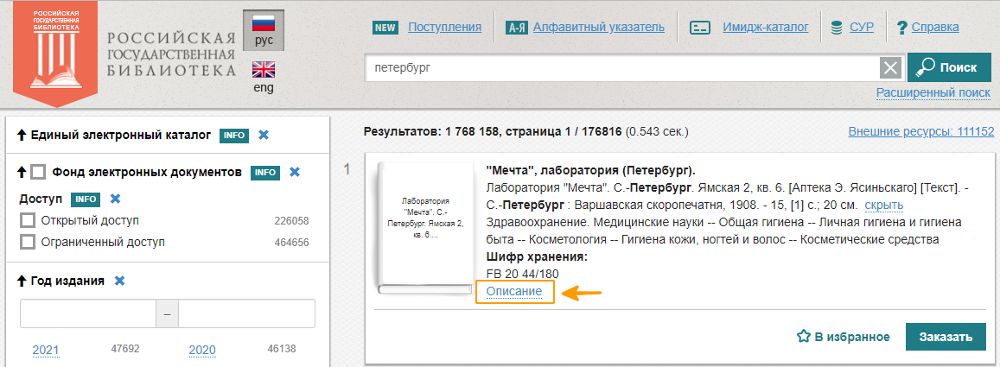 РОССИЙСКАЯ
ГОСУДАРСТВЕННАЯ
БИБЛИОТЕКА
РОССИЙСКАЯ
ГОСУДАРСТВЕННАЯ
БИБЛИОТЕКА
рус
eng
NEW Поступления
А-Я Алфавитный указатель
Имидж-каталог
СУР
? Справка
петербург
Поиск
Расширенный поиск
Единый электронный каталог INFO
Фонд электронных документов INFO
Доступ INFO
Открытый доступ 226058
Ограниченный доступ 464656
Год издания
–
2021 47692 2020 46138
Результатов: 1 768 158, страница 1 / 176816 (0.543 сек.)
Внешние ресурсы: 111152
1
Лаборатория
"Мечта". С.-
Петербург. Ямская 2,
кв. 6....
"Мечта", лаборатория (Петербург).
Лаборатория "Мечта". С.-Петербург. Ямская 2, кв. 6. [Аптека Э. Ясиньскаго] [Текст]. -
С.-Петербург : Варшавская скоропечатня, 1908. - 15, [1] с.; 20 см. скрыть
Здравоохранение. Медицинские науки -- Общая гигиена -- Личная гигиена и гигиена
быта -- Косметология -- Гигиена кожи, ногтей и волос -- Косметические средства
Шифр хранения:
FB 20 44/180
Описание
В избранное
Заказать